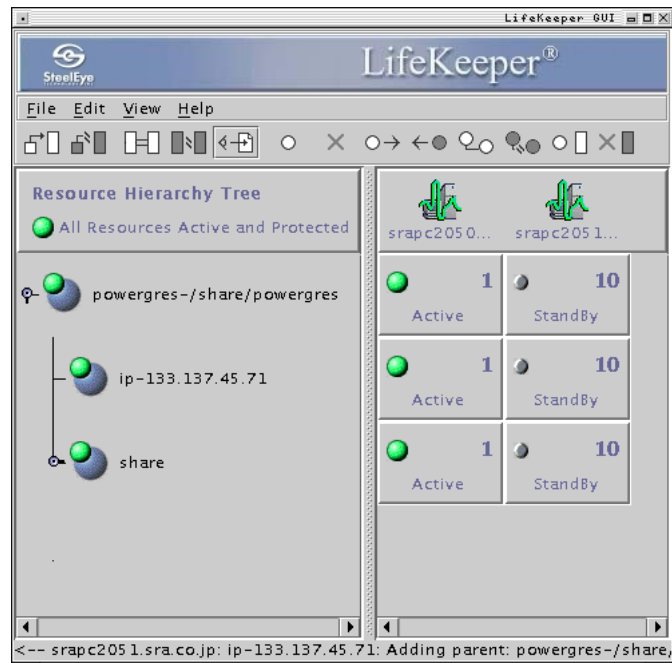 LifeKeeper GUI
SteelEye
LifeKeeper®
File Edit View Help
Resource Hierarchy Tree
All Resources Active and Protected
srapc2050... srapc2051...
powergres-/share/powergres
1 10
Active StandBy
ip-133.137.45.71
1 10
Active StandBy
share
1 10
Active StandBy
<-- srapc2051.sra.co.jp: ip-133.137.45.71: Adding parent: powergres-/share,